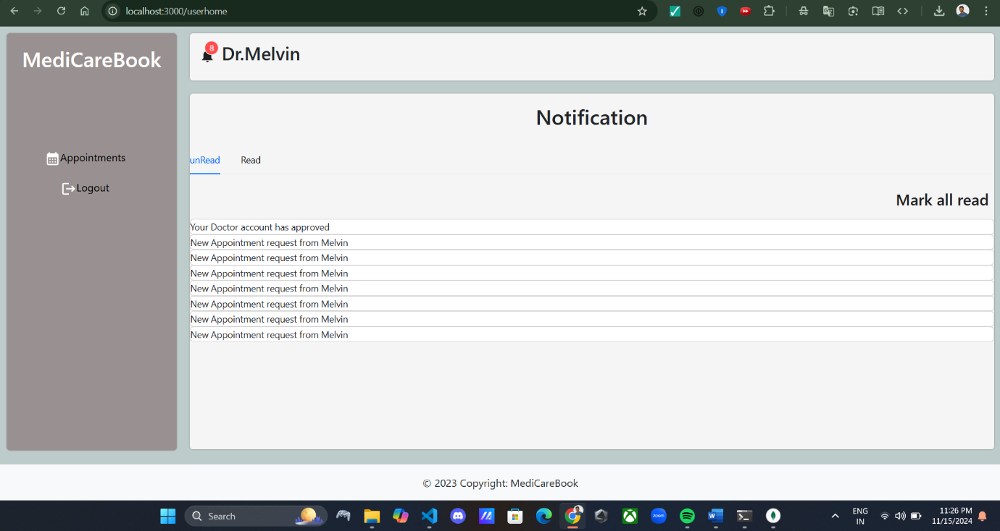 localhost:3000/userhome
MediCareBook
Appointments
Logout
8
Dr.Melvin
Notification
unRead
Read
Mark all read
Your Doctor account has approved
New Appointment request from Melvin
New Appointment request from Melvin
New Appointment request from Melvin
New Appointment request from Melvin
New Appointment request from Melvin
New Appointment request from Melvin
New Appointment request from Melvin
© 2023 Copyright: MediCareBook
Search
zoom
ENG
IN
11:26 PM
11/15/2024